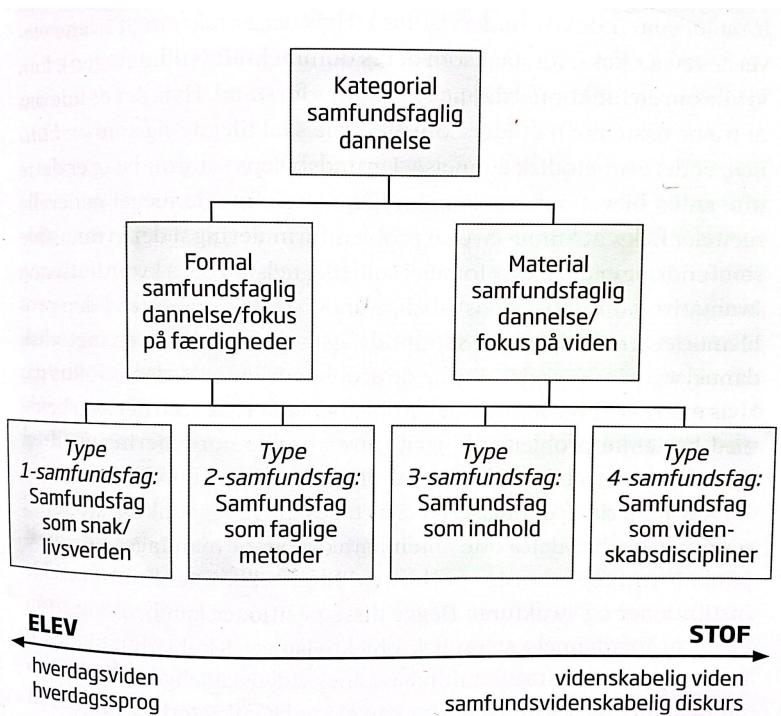 Kategorial
samfundsfaglig
dannelse
Formal
samfundsfaglig
dannelse/fokus
på færdigheder
Material
samfundsfaglig
dannelse/
fokus på viden
Type
1-samfundsfag:
Samfundsfag
som snak/
livsverden
Type
2-samfundsfag:
Samfundsfag
som faglige
metoder
Type
3-samfundsfag:
Samfundsfag
som indhold
Type
4-samfundsfag:
Samfundsfag
som viden-
skabsdiscipliner
ELEV
STOF
hverdagsviden
hverdagssprog
videnskabelig viden
samfundsvidenskabelig diskurs